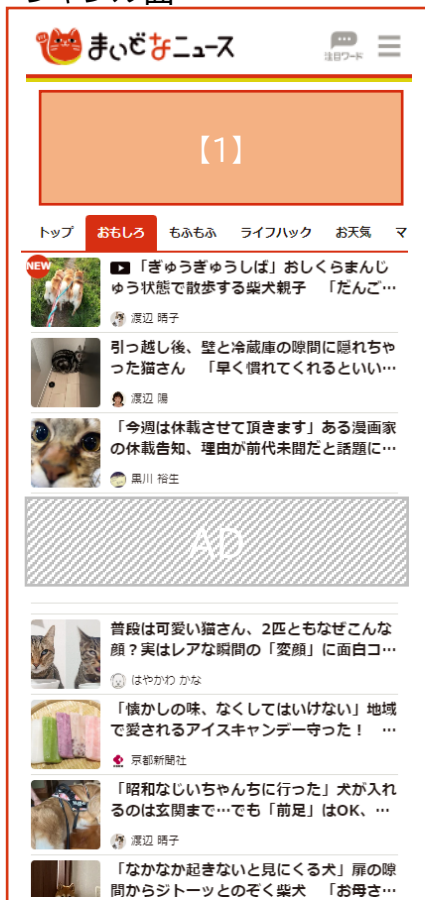 まいどなニュース
注目ワード
【1】
トップ おもしろ もふもふ ライフハック お天気 マ
NEW
「ぎゅうぎゅうしば」おしくらまんじ
ゅう状態で散歩する柴犬親子 「だんご…
渡辺 晴子
引っ越し後、壁と冷蔵庫の隙間に隠れちゃ
った猫さん 「早く慣れてくれるといい…
渡辺 陽
「今週は休載させて頂きます」ある漫画家
の休載告知、理由が前代未聞だと話題に…
黒川 裕生
AD
普段は可愛い猫さん、2匹ともなぜこんな
顔？実はレアな瞬間の「変顔」に面白コ…
はやかわ かな
「懐かしの味、なくしてはいけない」地域
で愛されるアイスキャンデー守った！ …
京都新聞社
「昭和なじいちゃんちに行った」犬が入れ
るのは玄関まで…でも「前足」はOK、…
渡辺 晴子
「なかなか起きないと見にくる犬」扉の隙
間からジトーッとのぞく柴犬 「お母さ…